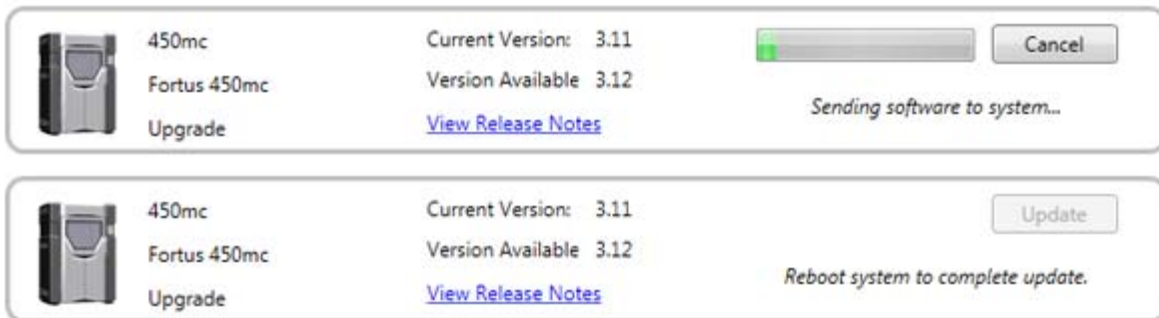 450mc Current Version: 3.11 Cancel
Fortus 450mc Version Available 3.12 Sending software to system...
Upgrade View Release Notes
450mc Current Version: 3.11 Update
Fortus 450mc Version Available 3.12 Reboot system to complete update.
Upgrade View Release Notes